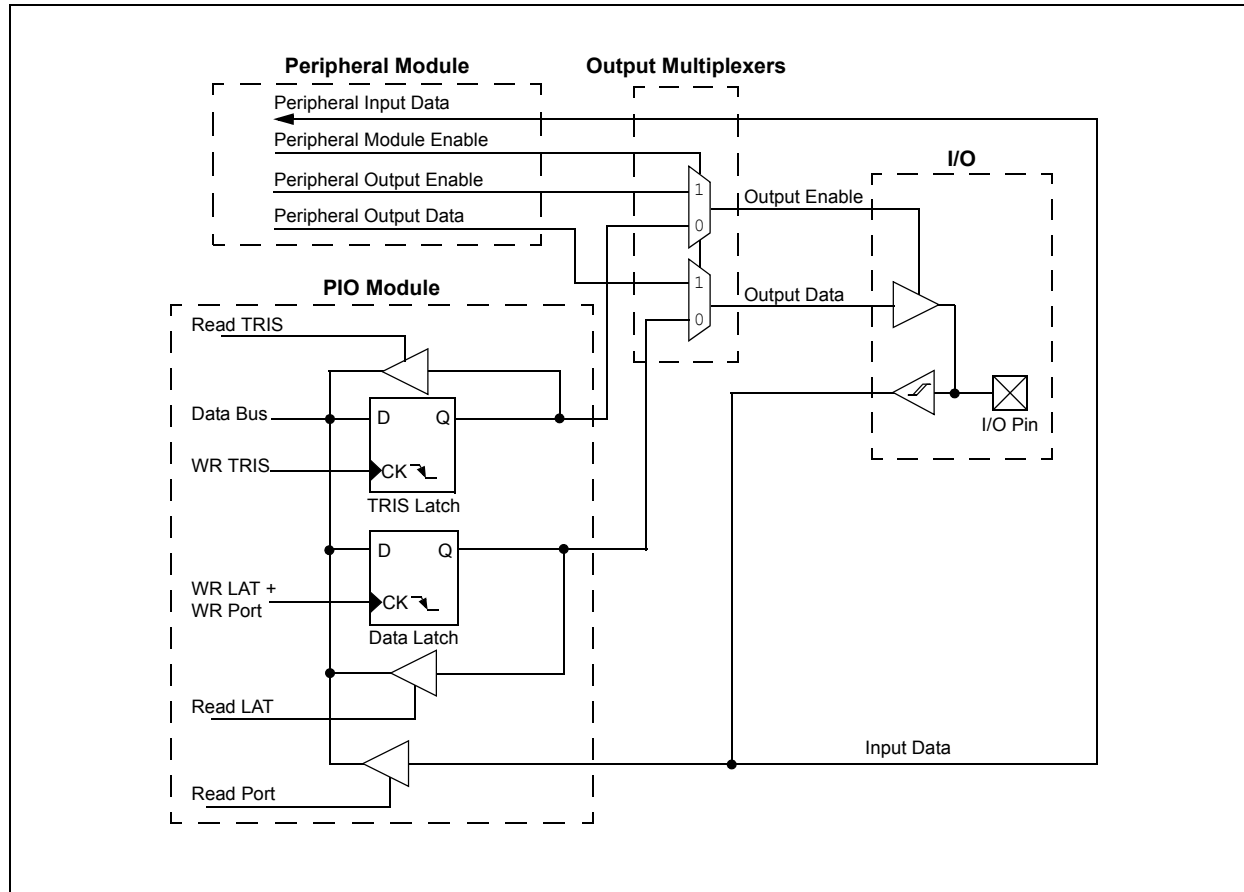 Peripheral Module
Output Multiplexers
Peripheral Input Data
Peripheral Module Enable
Peripheral Output Enable
Peripheral Output Data
1
0
Output Enable
I/O
1
0
Output Data
I/O Pin
PIO Module
Read TRIS
Data Bus
D
Q
WR TRIS
CK
TRIS Latch
D
Q
WR LAT +
WR Port
CK
Data Latch
Read LAT
Input Data
Read Port